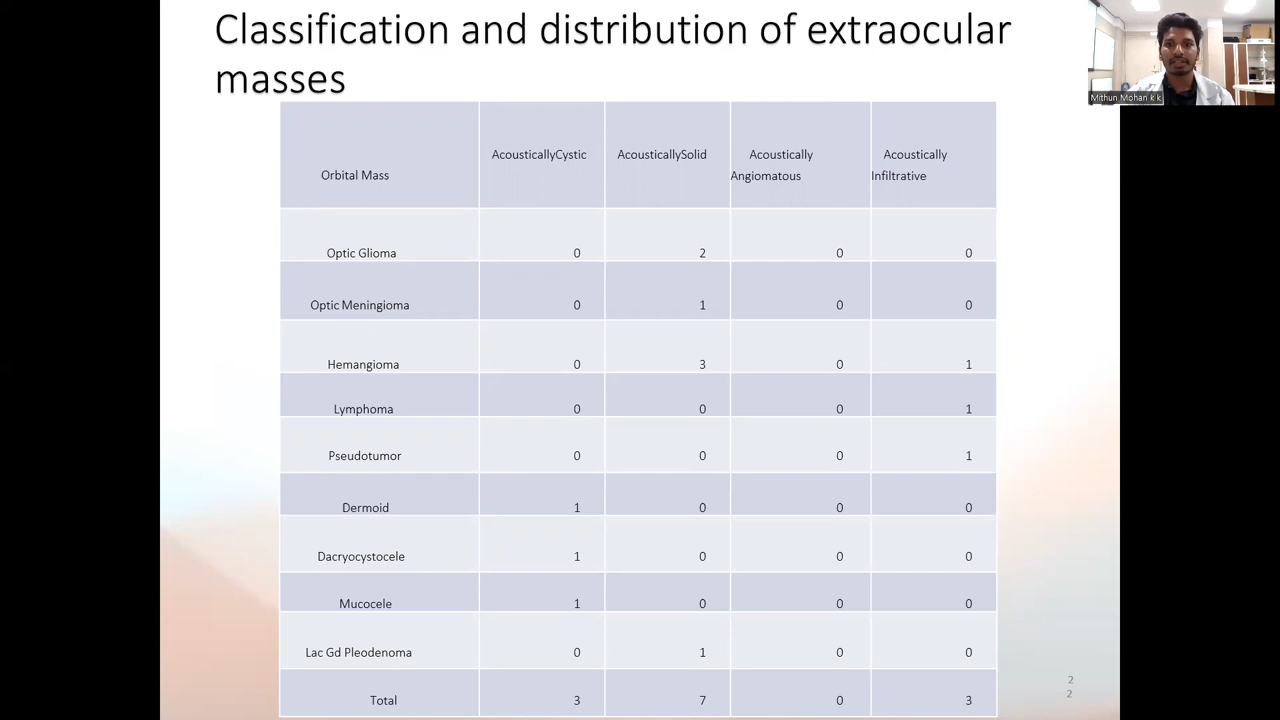 Classification and distribution of extraocular
masses
Mithun Mohan k k
Orbital Mass AcousticallyCystic AcousticallySolid Acoustically Angiomatous Acoustically Infiltrative
Optic Glioma 0 2 0 0
Optic Meningioma 0 1 0 0
Hemangioma 0 3 0 1
Lymphoma 0 0 0 1
Pseudotumor 0 0 0 1
Dermoid 1 0 0 0
Dacryocystocele 1 0 0 0
Mucocele 1 0 0 0
Lac Gd Pleodenoma 0 1 0 0
Total 3 7 0 3
2
2